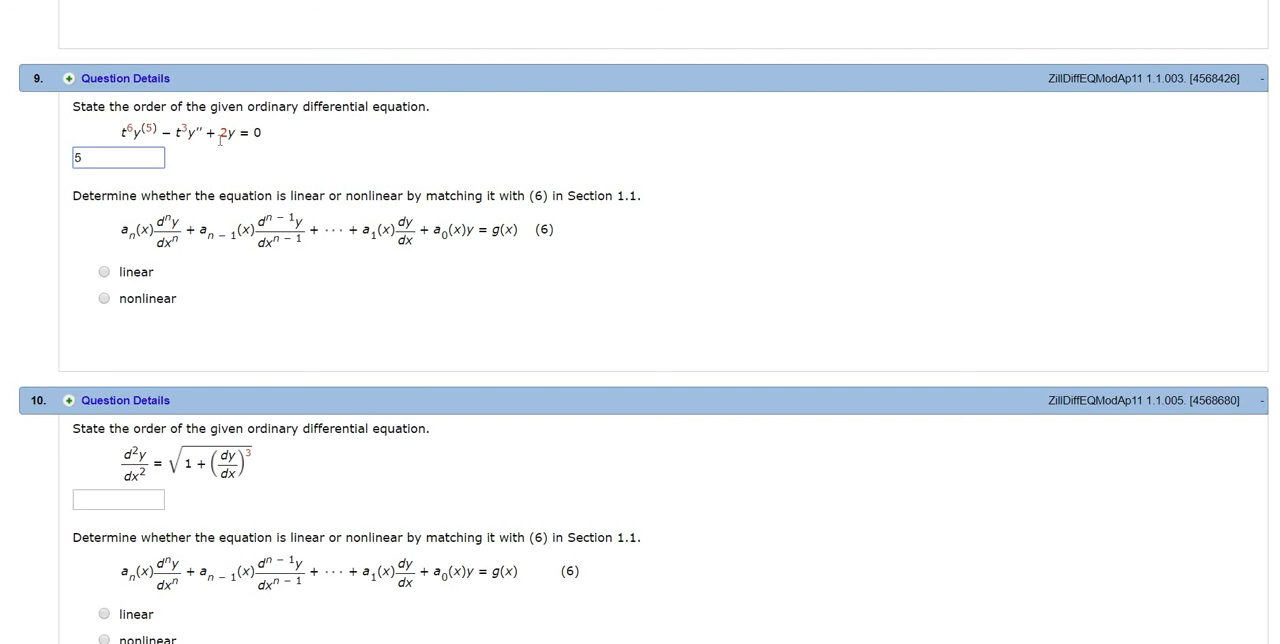 9. Question Details ZillDiffEQModAp11 1.1.003. [4568426] -
State the order of the given ordinary differential equation.
t⁶y⁽⁵⁾ − t³y″ + 2y = 0
5
Determine whether the equation is linear or nonlinear by matching it with (6) in Section 1.1.
aₙ(x) dⁿy/dxⁿ + aₙ₋₁(x) dⁿ⁻¹y/dxⁿ⁻¹ + ⋯ + a₁(x) dy/dx + a₀(x)y = g(x) (6)
linear
nonlinear
10. Question Details ZillDiffEQModAp11 1.1.005. [4568680] -
State the order of the given ordinary differential equation.
d²y/dx² = √(1 + (dy/dx)³)
Determine whether the equation is linear or nonlinear by matching it with (6) in Section 1.1.
aₙ(x) dⁿy/dxⁿ + aₙ₋₁(x) dⁿ⁻¹y/dxⁿ⁻¹ + ⋯ + a₁(x) dy/dx + a₀(x)y = g(x) (6)
linear
nonlinear